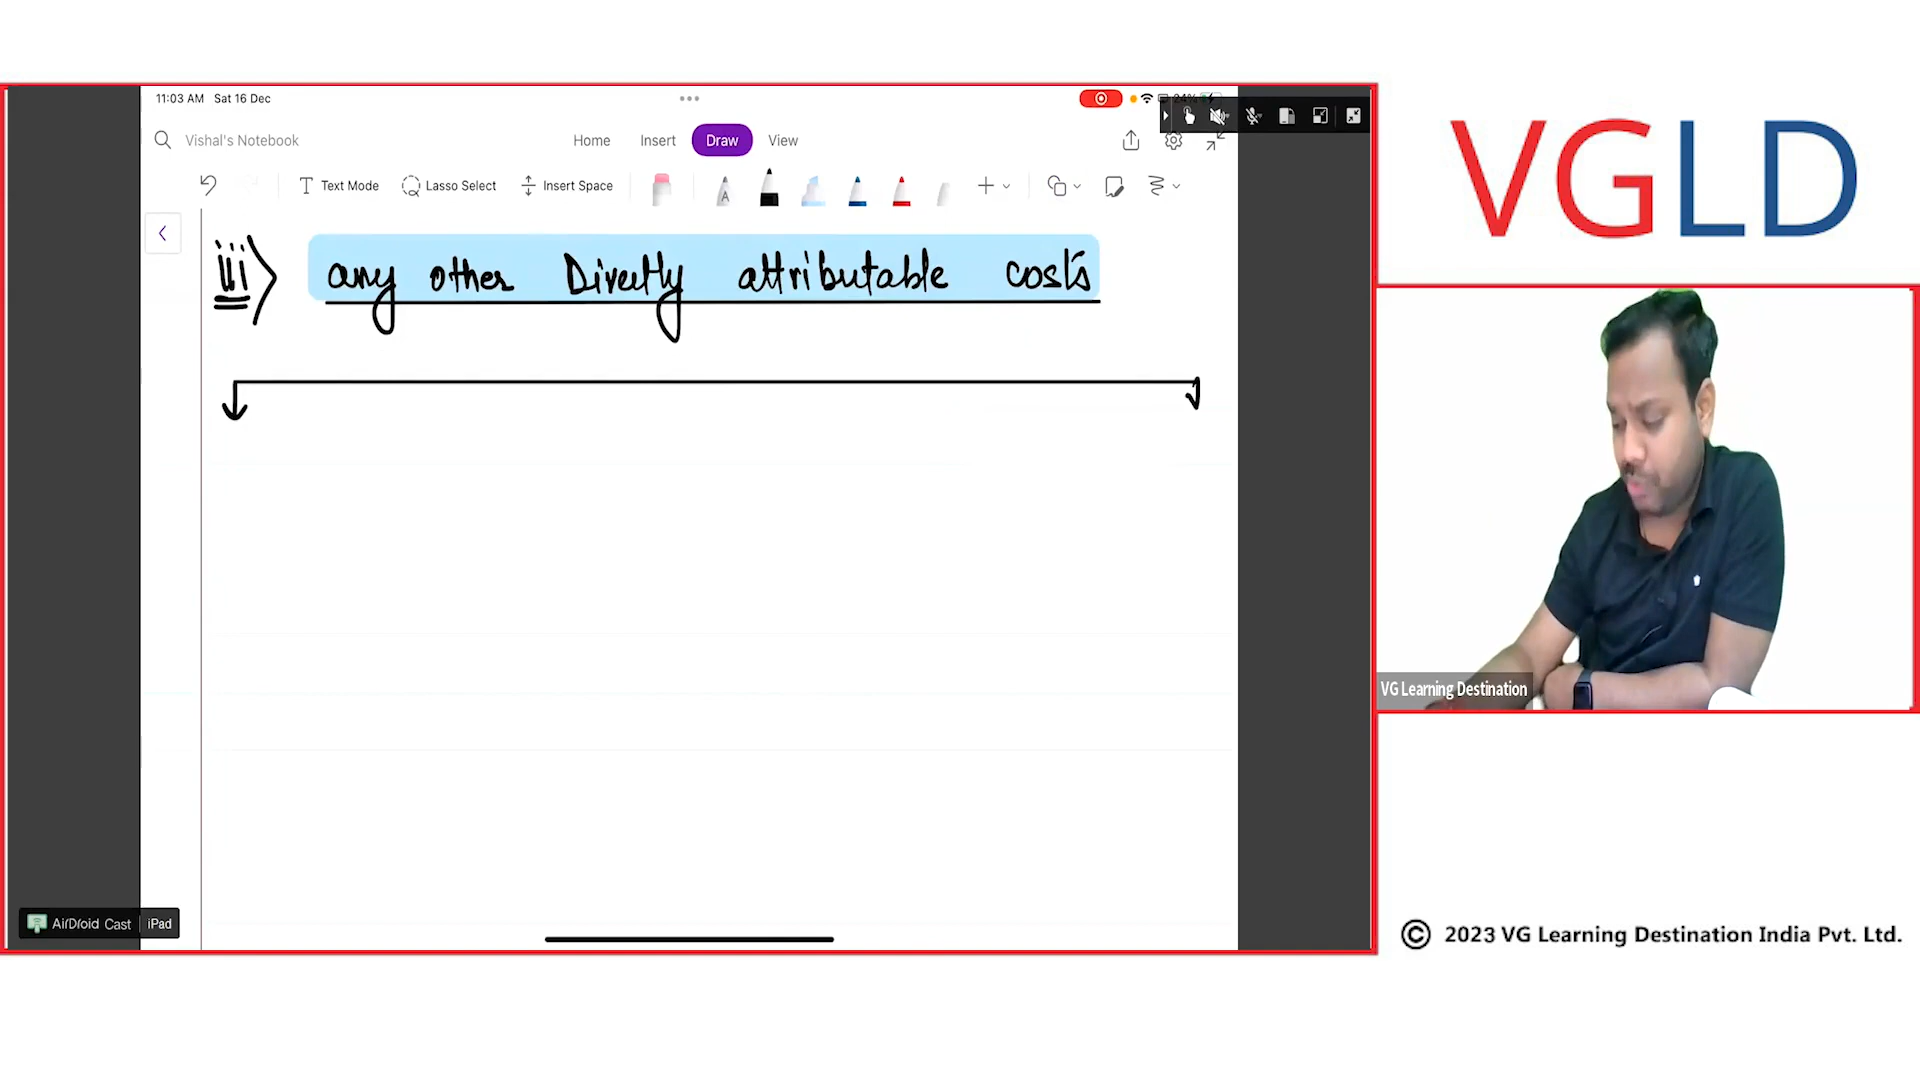 11:03 AM Sat 16 Dec
24%
Vishal's Notebook
Home Insert Draw View
Text Mode Lasso Select Insert Space
iii> any other Directly attributable costs
VGLD
VG Learning Destination
AirDroid Cast iPad
© 2023 VG Learning Destination India Pvt. Ltd.